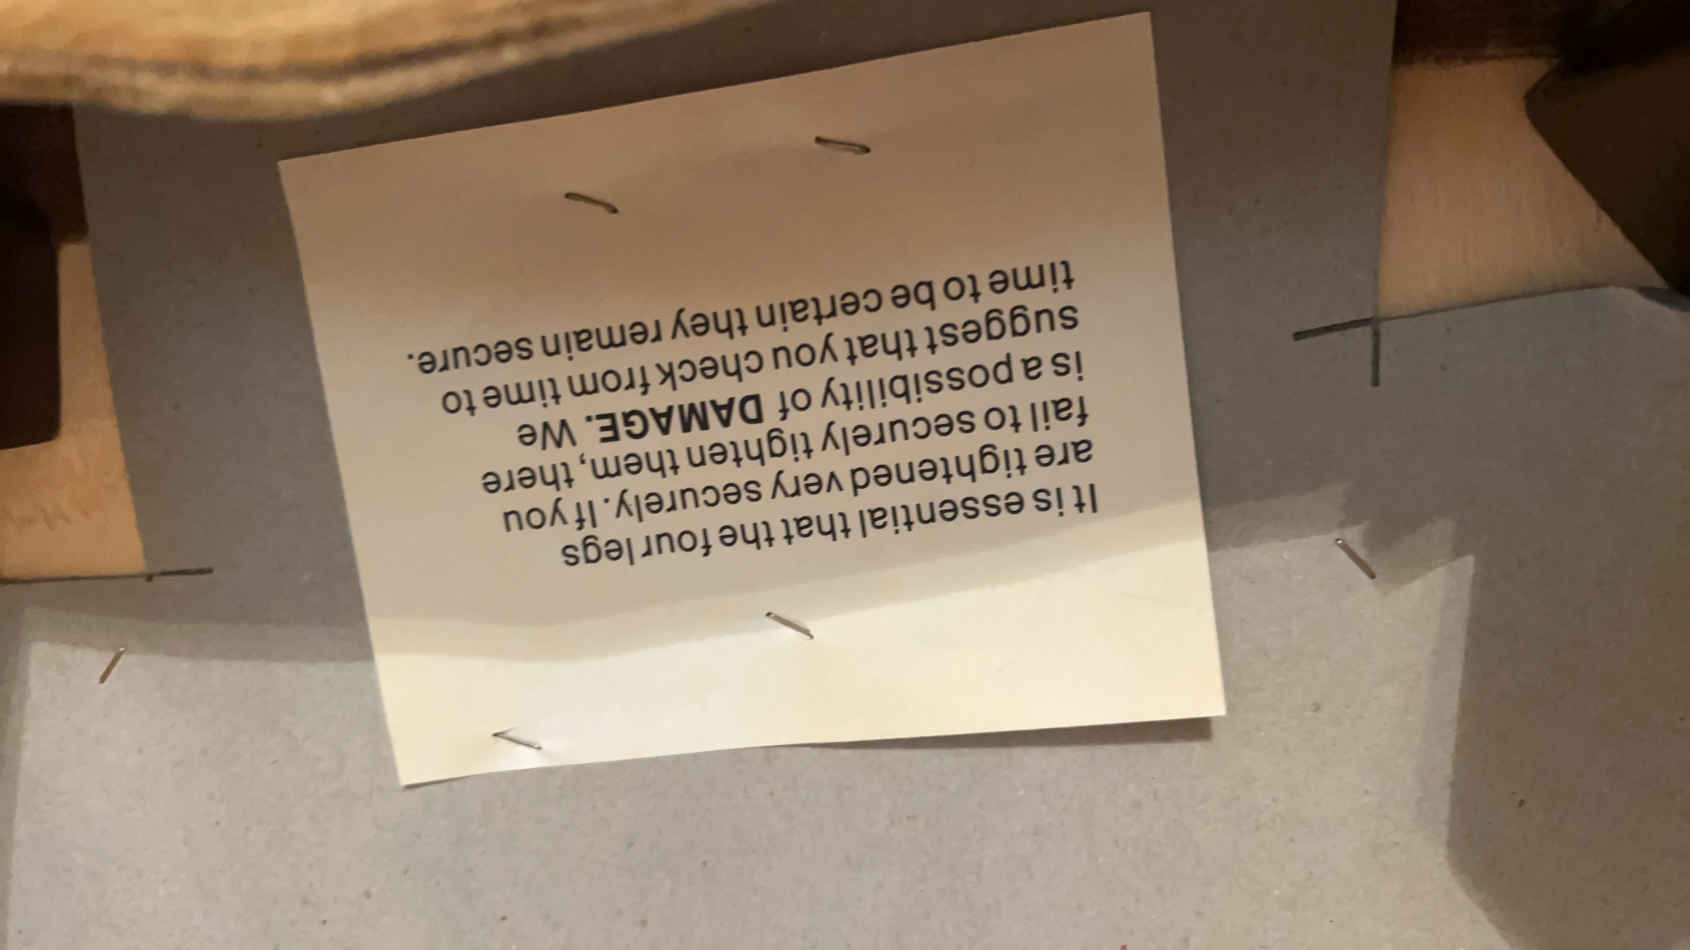 It is essential that the four legs
are tightened very securely. If you
fail to securely tighten them, there
is a possibility of DAMAGE. We
suggest that you check from time to
time to be certain they remain secure.